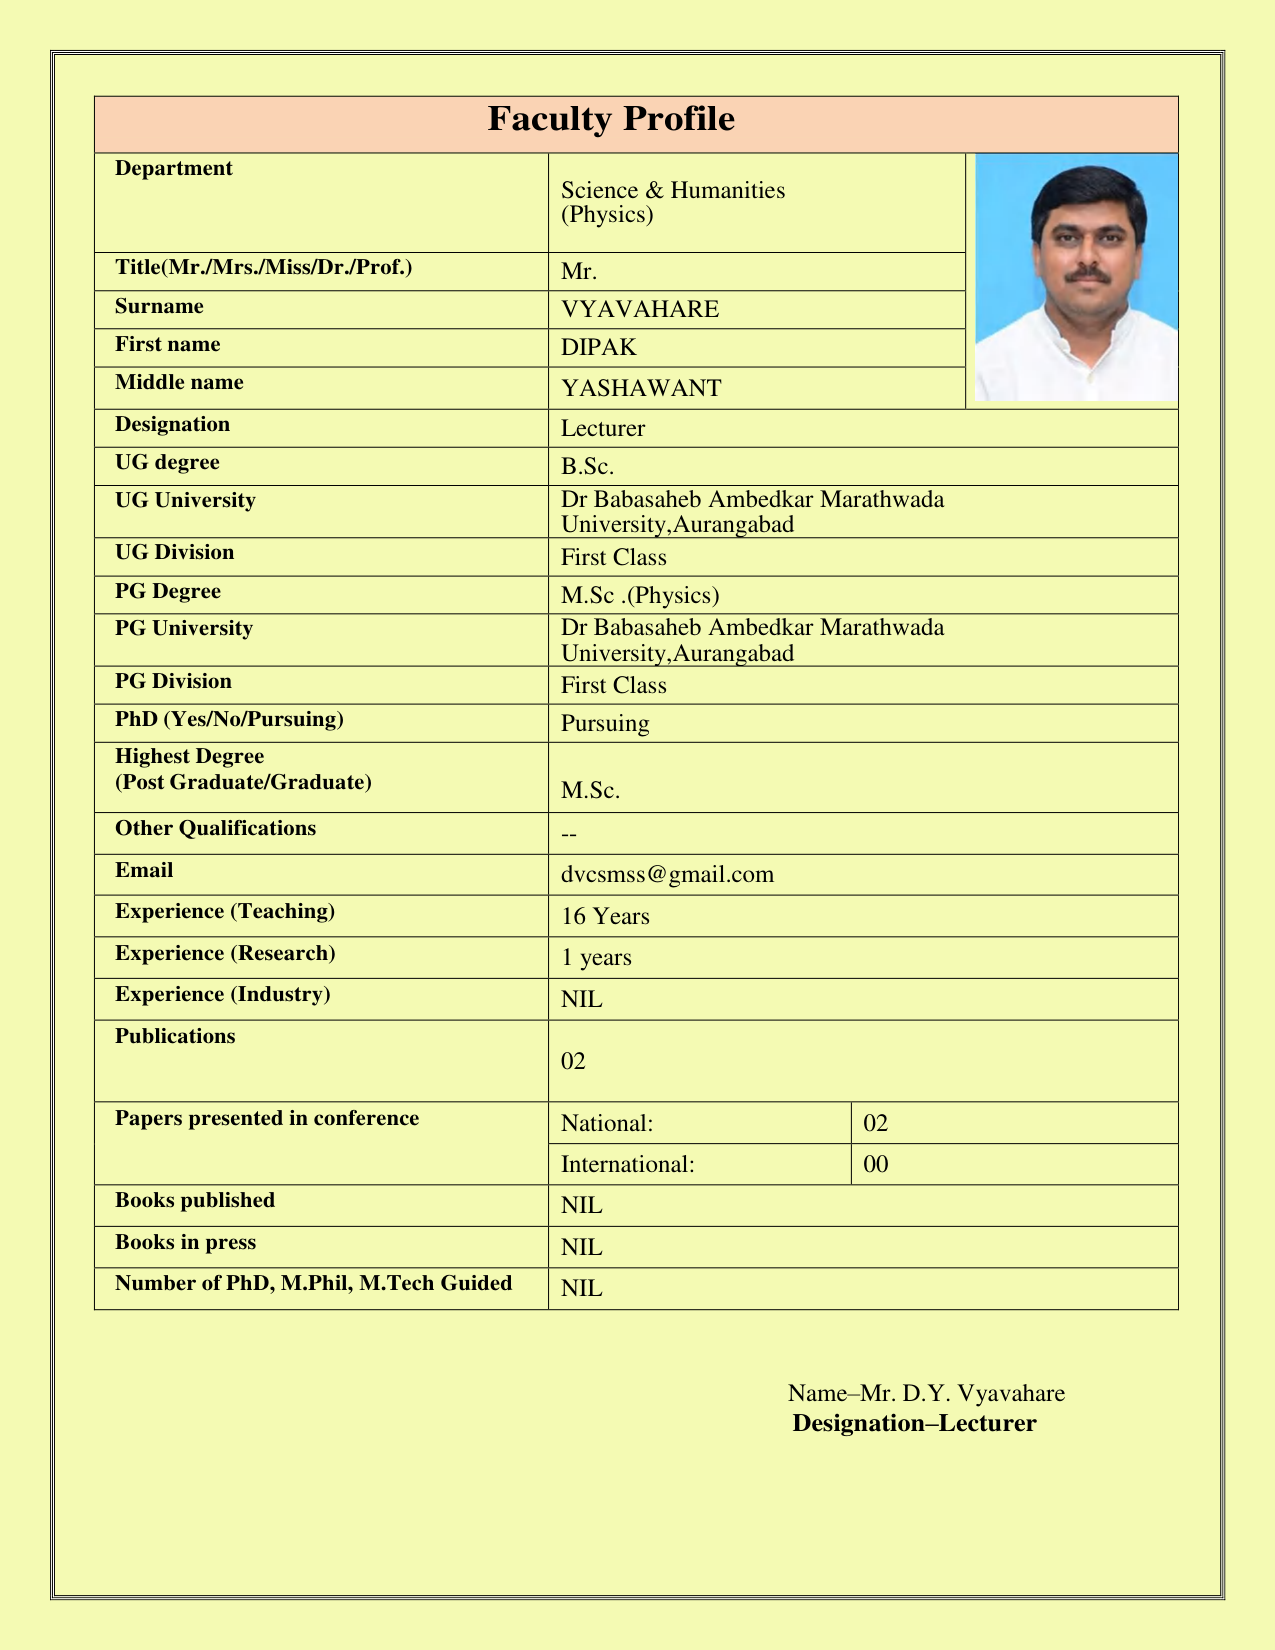 Faculty Profile
Department
Science & Humanities
(Physics)
Title(Mr./Mrs./Miss/Dr./Prof.)
Mr.
Surname
VYAVAHARE
First name
DIPAK
Middle name
YASHAWANT
Designation
Lecturer
UG degree
B.Sc.
UG University
Dr Babasaheb Ambedkar Marathwada
University,Aurangabad
UG Division
First Class
PG Degree
M.Sc .(Physics)
PG University
Dr Babasaheb Ambedkar Marathwada
University,Aurangabad
PG Division
First Class
PhD (Yes/No/Pursuing)
Pursuing
Highest Degree
(Post Graduate/Graduate)
M.Sc.
Other Qualifications
--
Email
dvcsmss@gmail.com
Experience (Teaching)
16 Years
Experience (Research)
1 years
Experience (Industry)
NIL
Publications
02
Papers presented in conference
National:
02
International:
00
Books published
NIL
Books in press
NIL
Number of PhD, M.Phil, M.Tech Guided
NIL
Name–Mr. D.Y. Vyavahare
Designation–Lecturer